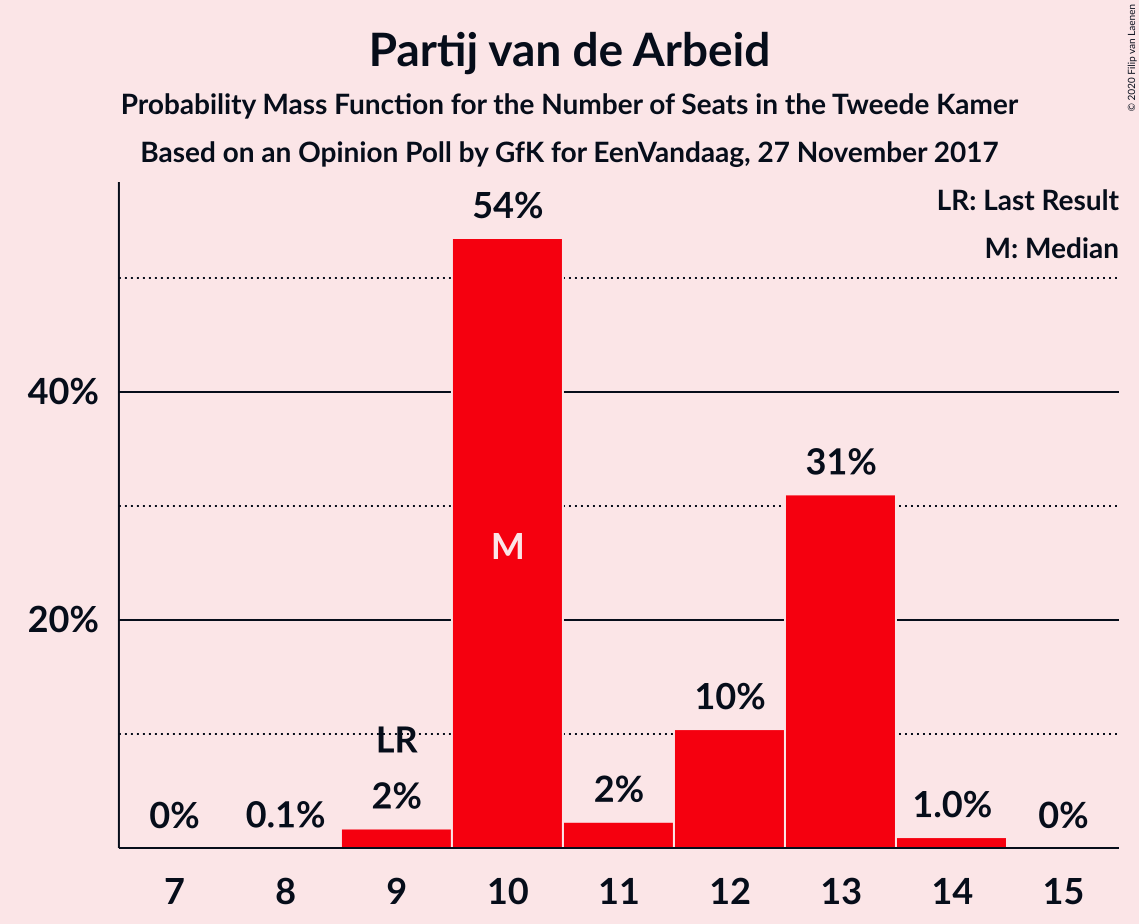 Partij van de Arbeid
Probability Mass Function for the Number of Seats in the Tweede Kamer
Based on an Opinion Poll by GfK for EenVandaag, 27 November 2017
© 2020 Filip van Laenen
LR: Last Result
M: Median
54%
40%
31%
M
20%
10%
LR
2%
2%
0%
0.1%
1.0%
0%
7 8 9 10 11 12 13 14 15